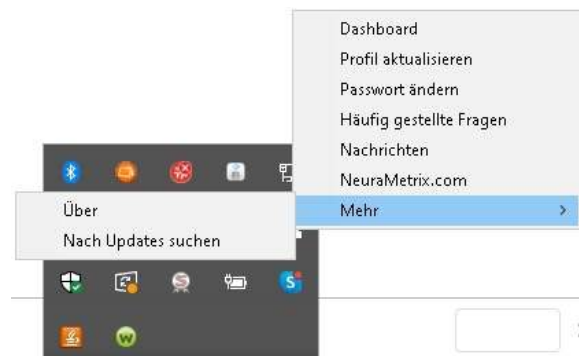 Dashboard
Profil aktualisieren
Passwort ändern
Häufig gestellte Fragen
Nachrichten
NeuraMetrix.com
Mehr
Über
Nach Updates suchen